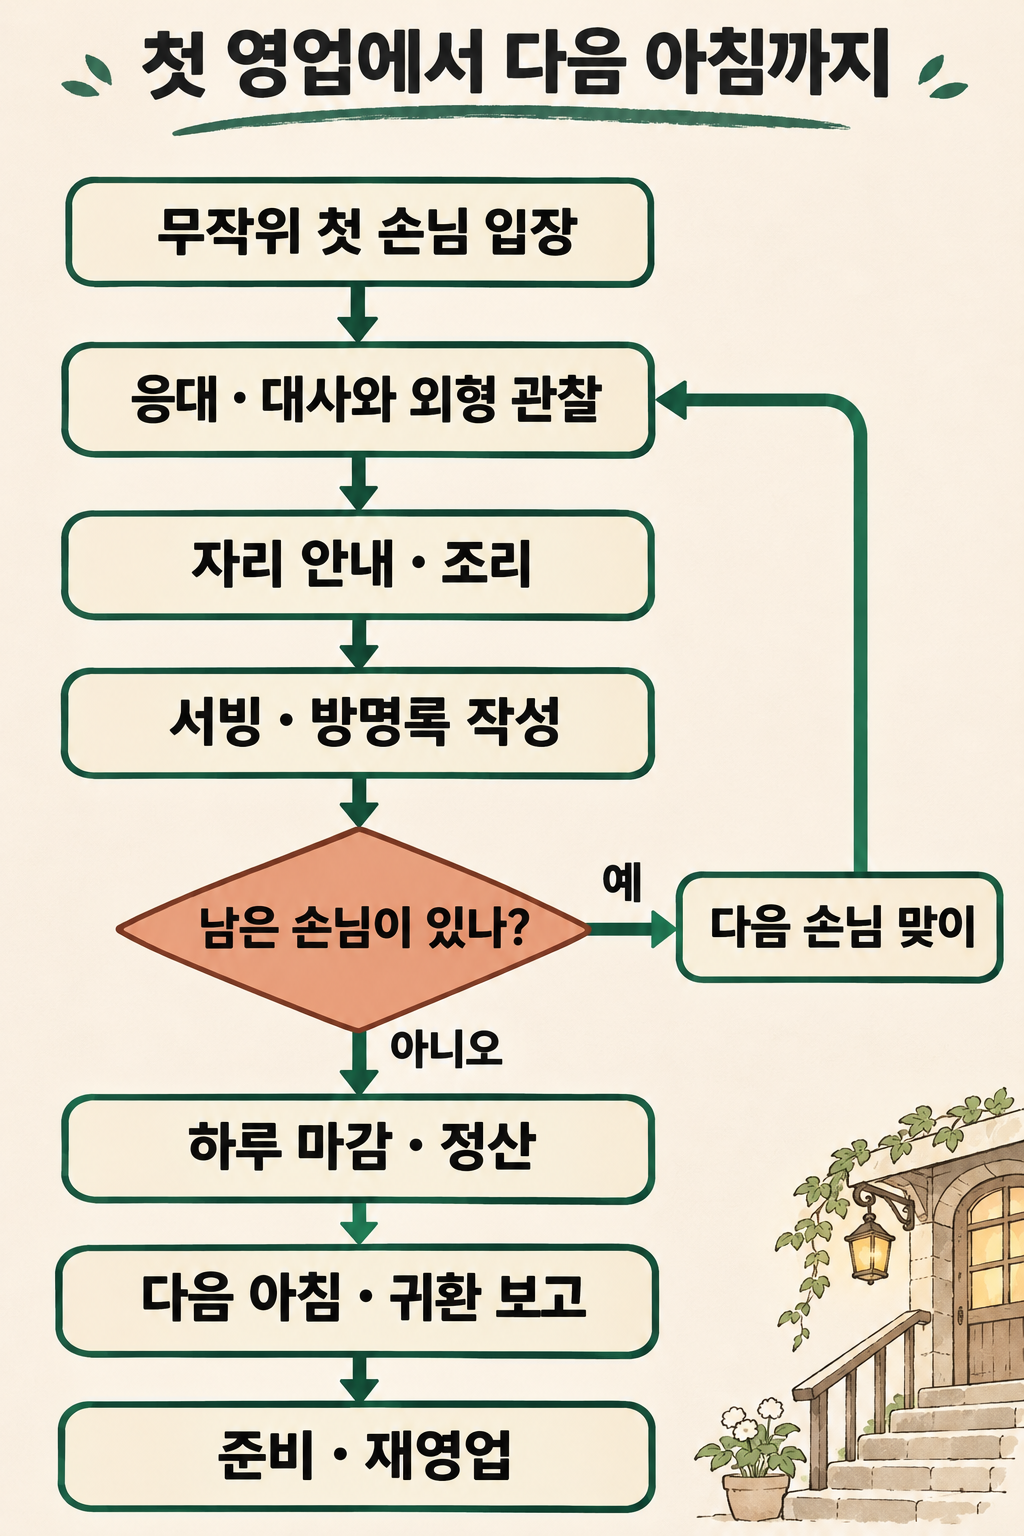 첫 영업에서 다음 아침까지
무작위 첫 손님 입장
응대 · 대사와 외형 관찰
자리 안내 · 조리
서빙 · 방명록 작성
남은 손님이 있나?
예
다음 손님 맞이
아니오
하루 마감 · 정산
다음 아침 · 귀환 보고
준비 · 재영업